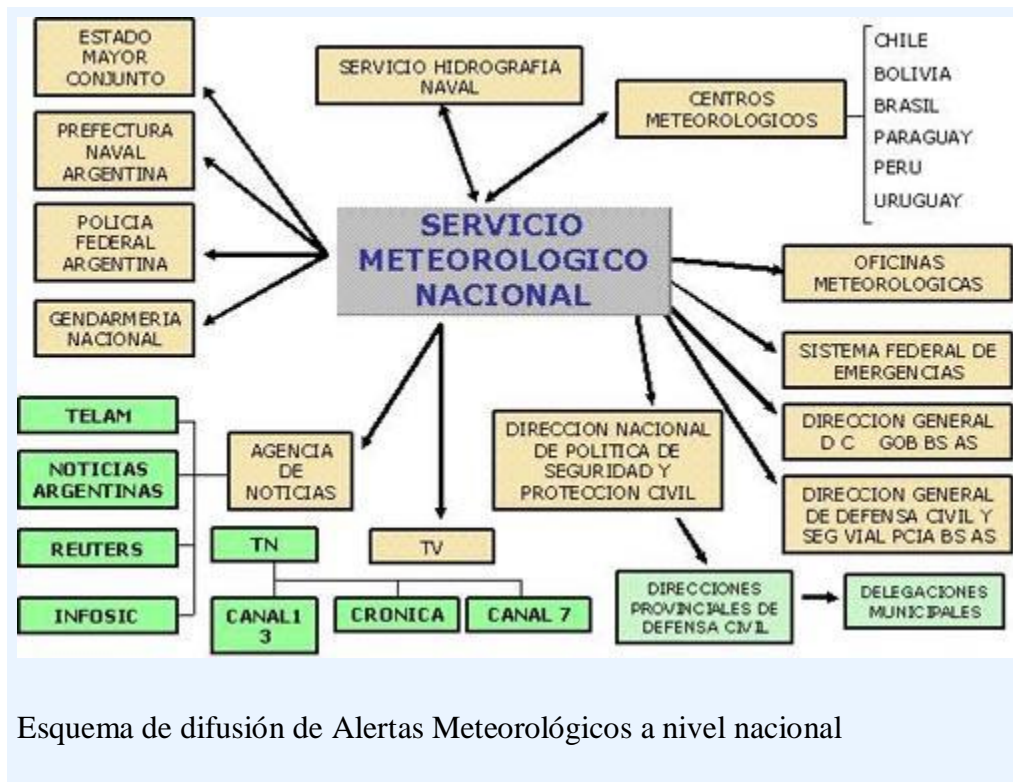 ESTADO
MAYOR
CONJUNTO
SERVICIO HIDROGRAFIA
NAVAL
CENTROS
METEOROLOGICOS
CHILE
BOLIVIA
BRASIL
PARAGUAY
PERU
URUGUAY
PREFECTURA
NAVAL
ARGENTINA
POLICIA
FEDERAL
ARGENTINA
GENDARMERIA
NACIONAL
SERVICIO
METEOROLOGICO
NACIONAL
OFICINAS
METEOROLOGICAS
SISTEMA FEDERAL DE
EMERGENCIAS
DIRECCION GENERAL
D C GOB BS AS
DIRECCION GENERAL
DE DEFENSA CIVIL Y
SEG VIAL PCIA BS AS
DIRECCION NACIONAL
DE POLITICA DE
SEGURIDAD Y
PROTECCION CIVIL
DIRECCIONES
PROVINCIALES DE
DEFENSA CIVIL
DELEGACIONES
MUNICIPALES
AGENCIA
DE
NOTICIAS
TELAM
NOTICIAS
ARGENTINAS
REUTERS
INFOSIC
TV
TN
CANAL1
3
CRONICA
CANAL 7
Esquema de difusión de Alertas Meteorológicos a nivel nacional